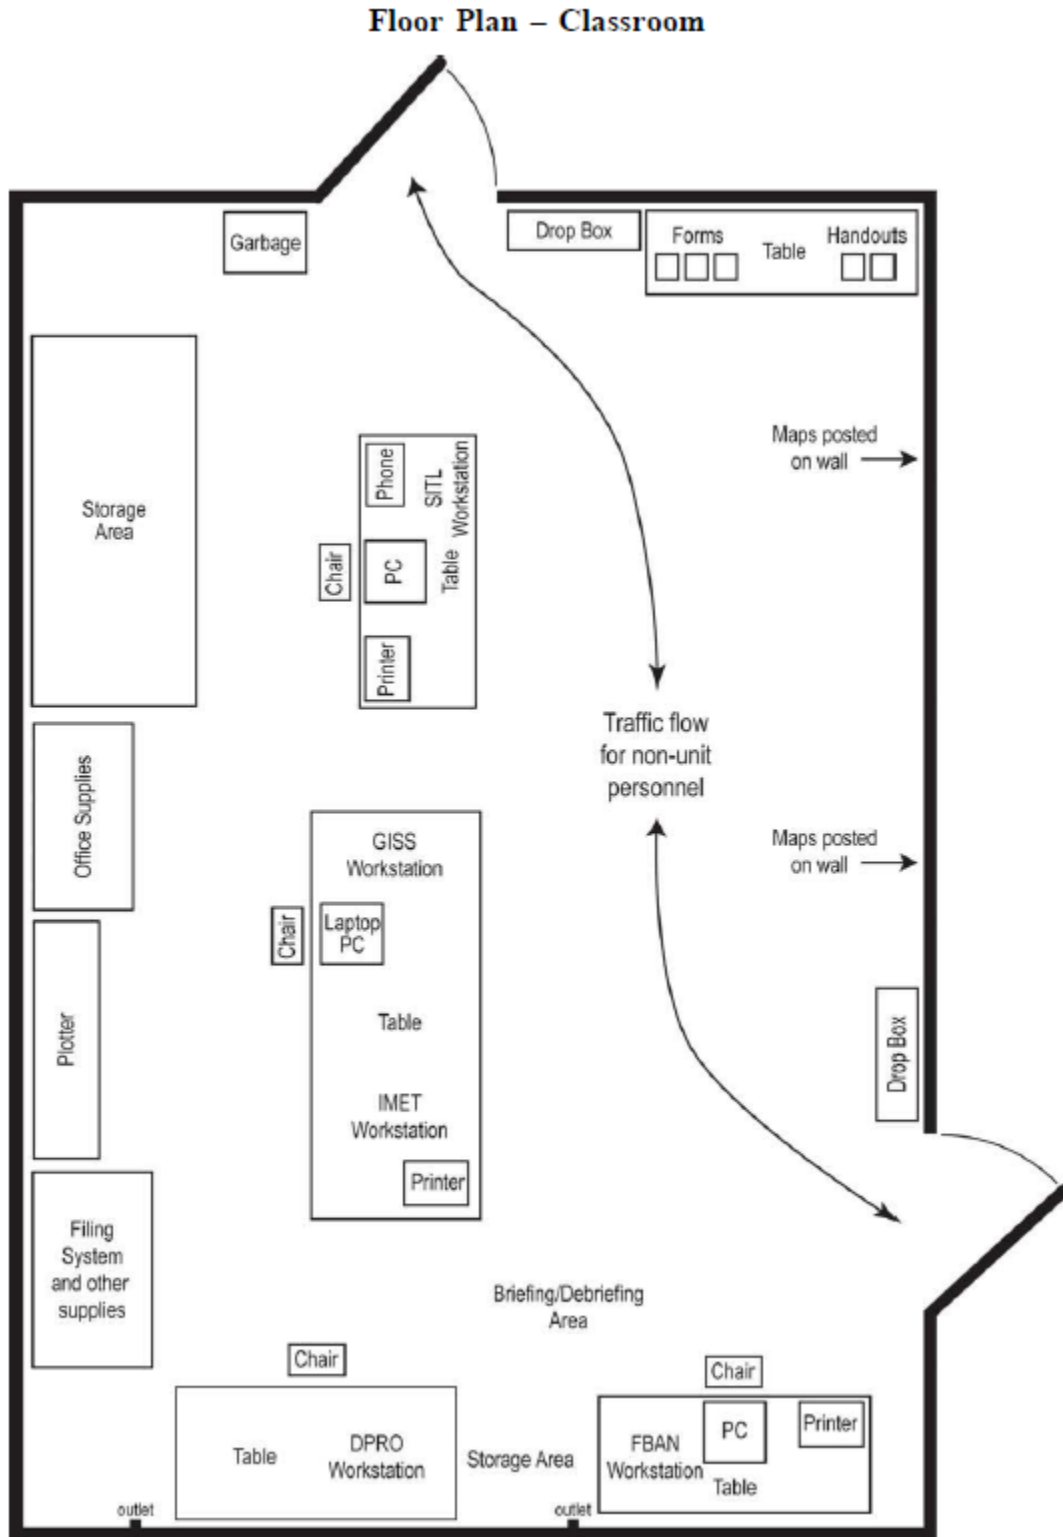 Floor Plan – Classroom
Garbage
Drop Box
Forms
Table
Handouts
Storage
Area
Phone
SITL
Workstation
Maps posted
on wall
Chair
PC
Table
Printer
Traffic flow
for non-unit
personnel
Office Supplies
GISS
Workstation
Maps posted
on wall
Chair
Laptop
PC
Plotter
Table
Drop Box
IMET
Workstation
Printer
Filing
System
and other
supplies
Briefing/Debriefing
Area
Chair
Chair
Table
DPRO
Workstation
Storage Area
FBAN
Workstation
PC
Printer
Table
outlet
outlet